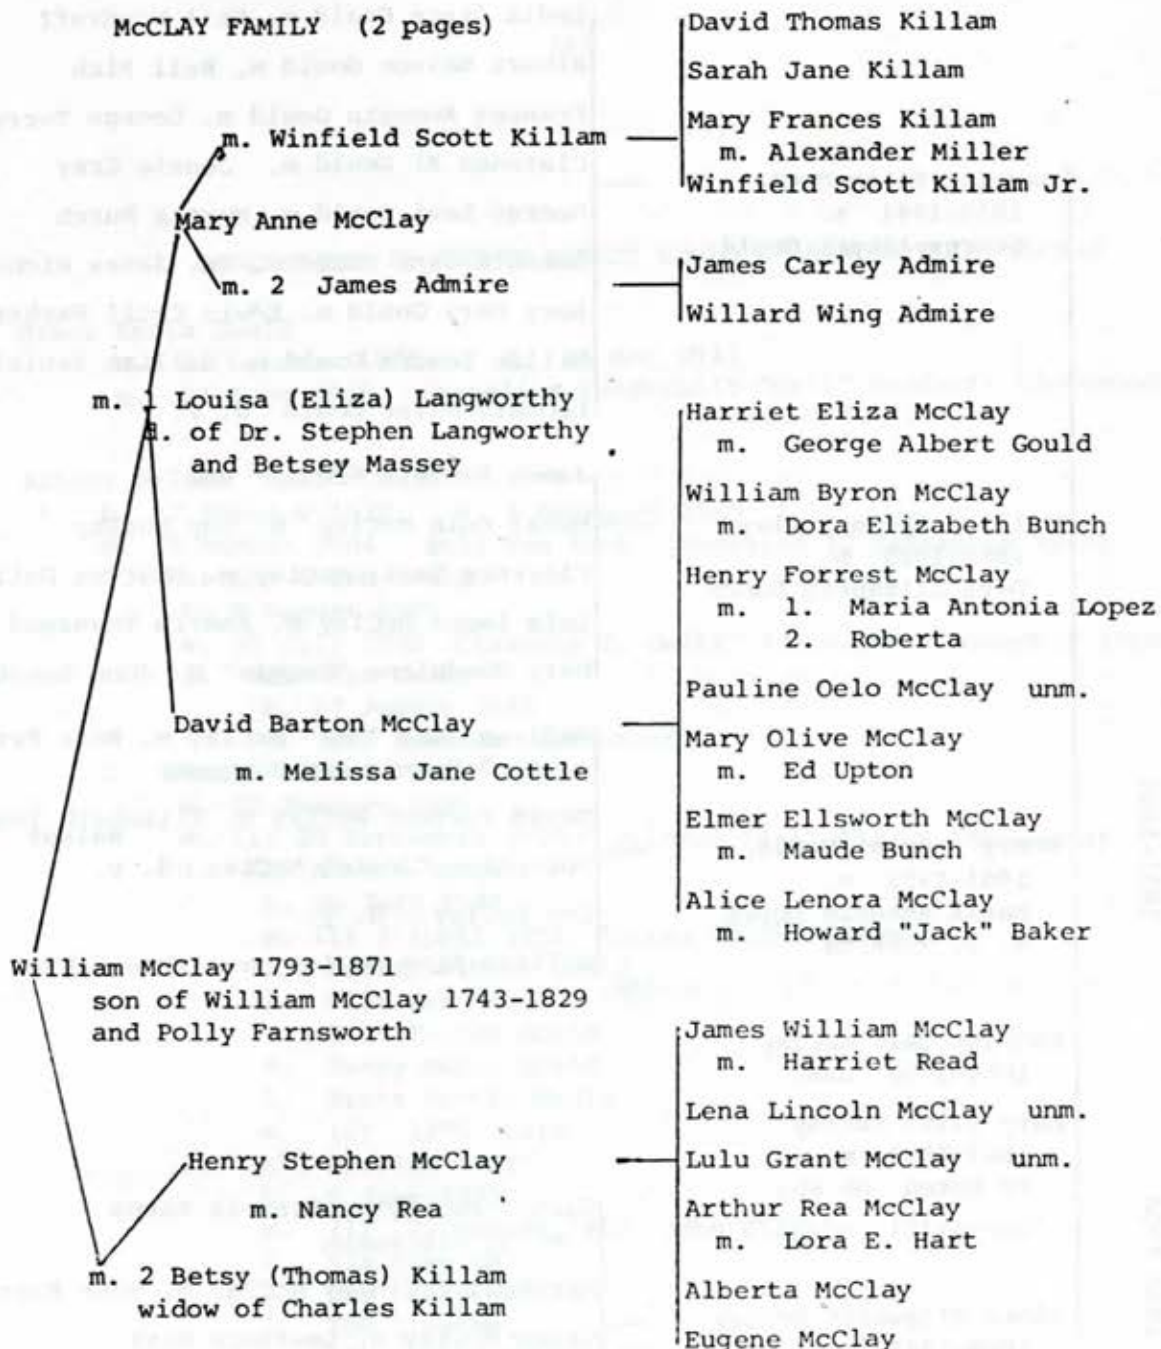 McCLAY FAMILY (2 pages)
David Thomas Killam
Sarah Jane Killam
Mary Frances Killam
m. Alexander Miller
Winfield Scott Killam Jr.
m. Winfield Scott Killam
Mary Anne McClay
m. 2 James Admire
James Carley Admire
Willard Wing Admire
m. 1 Louisa (Eliza) Langworthy
d. of Dr. Stephen Langworthy
and Betsey Massey
Harriet Eliza McClay
m. George Albert Gould
William Byron McClay
m. Dora Elizabeth Bunch
Henry Forrest McClay
m. 1. Maria Antonia Lopez
2. Roberta
Pauline Oelo McClay unm.
Mary Olive McClay
m. Ed Upton
Elmer Ellsworth McClay
m. Maude Bunch
Alice Lenora McClay
m. Howard "Jack" Baker
David Barton McClay
m. Melissa Jane Cottle
William McClay 1793-1871
son of William McClay 1743-1829
and Polly Farnsworth
James William McClay
m. Harriet Read
Lena Lincoln McClay unm.
Lulu Grant McClay unm.
Arthur Rea McClay
m. Lora E. Hart
Alberta McClay
Eugene McClay
Henry Stephen McClay
m. Nancy Rea
m. 2 Betsy (Thomas) Killam
widow of Charles Killam